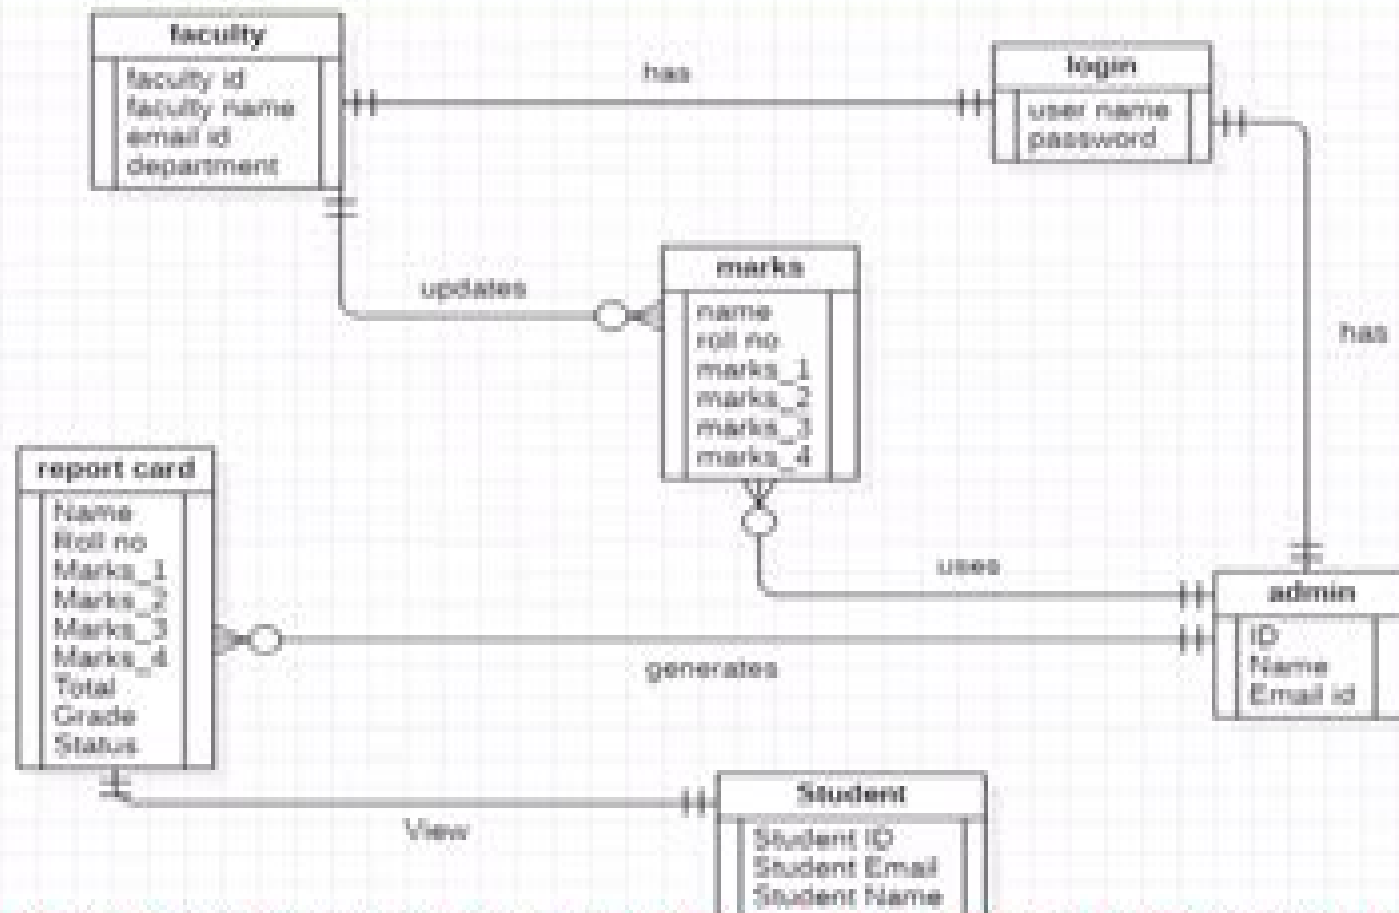 faculty
faculty id
faculty name
email id
department
has
login
user name
password
updates
marks
name
roll no
marks_1
marks_2
marks_3
marks_4
has
report card
Name
Roll no
Marks_1
Marks_2
Marks_3
Marks_4
Total
Grade
Status
uses
generates
admin
ID
Name
Email id
View
Student
Student ID
Student Email
Student Name